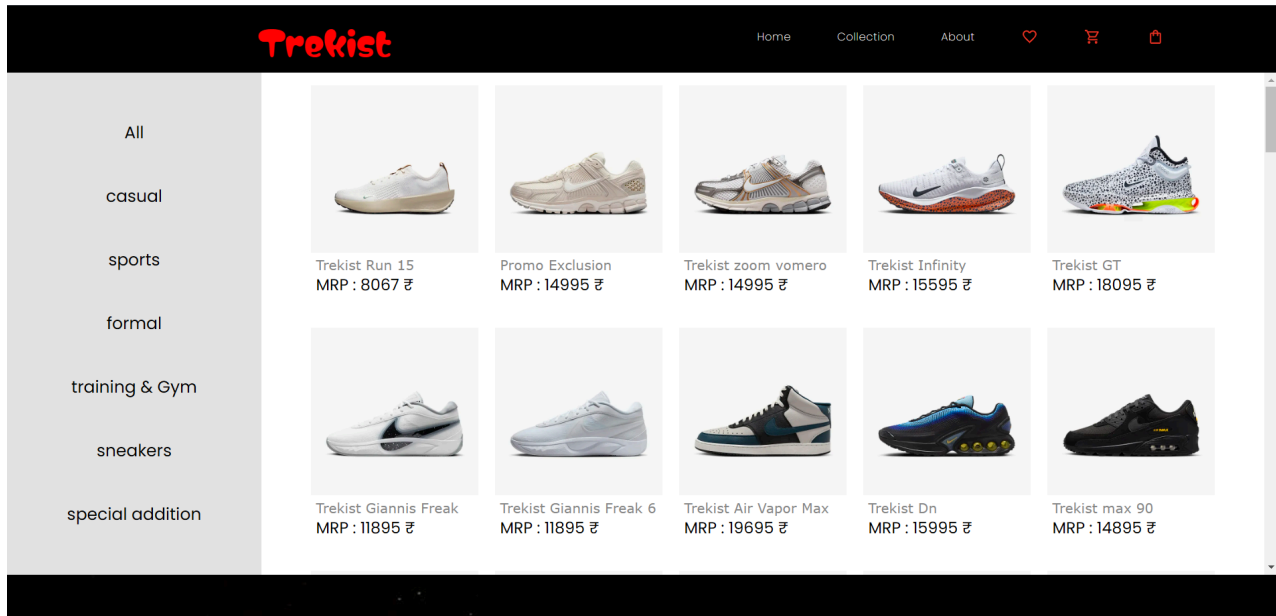 Trekist
Home Collection About
All
casual
sports
formal
training & Gym
sneakers
special addition
Trekist Run 15
MRP : 8067 ₹
Promo Exclusion
MRP : 14995 ₹
Trekist zoom vomero
MRP : 14995 ₹
Trekist Infinity
MRP : 15595 ₹
Trekist GT
MRP : 18095 ₹
Trekist Giannis Freak
MRP : 11895 ₹
Trekist Giannis Freak 6
MRP : 11895 ₹
Trekist Air Vapor Max
MRP : 19695 ₹
Trekist Dn
MRP : 15995 ₹
Trekist max 90
MRP : 14895 ₹